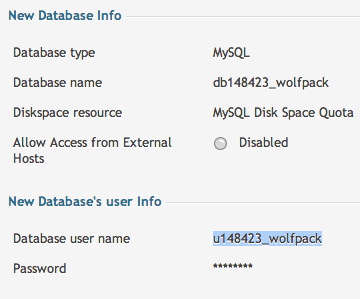 New Database Info
Database type MySQL
Database name db148423_wolfpack
Diskspace resource MySQL Disk Space Quota
Allow Access from External Disabled
Hosts
New Database's user Info
Database user name u148423_wolfpack
Password ********